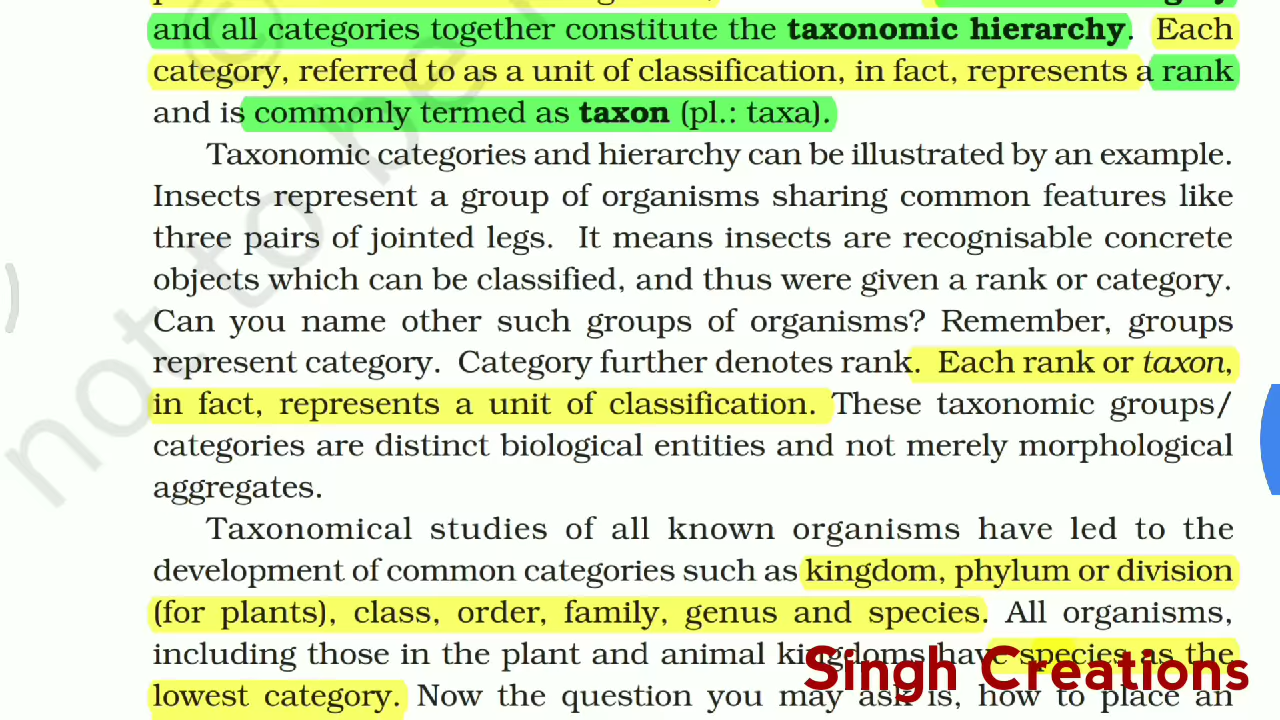 and all categories together constitute the taxonomic hierarchy. Each
category, referred to as a unit of classification, in fact, represents a rank
and is commonly termed as taxon (pl.: taxa).
Taxonomic categories and hierarchy can be illustrated by an example.
Insects represent a group of organisms sharing common features like
three pairs of jointed legs. It means insects are recognisable concrete
objects which can be classified, and thus were given a rank or category.
Can you name other such groups of organisms? Remember, groups
represent category. Category further denotes rank. Each rank or taxon,
in fact, represents a unit of classification. These taxonomic groups/
categories are distinct biological entities and not merely morphological
aggregates.
Taxonomical studies of all known organisms have led to the
development of common categories such as kingdom, phylum or division
(for plants), class, order, family, genus and species. All organisms,
including those in the plant and animal kingdoms have species as the
lowest category. Now the question you may ask is, how to place an
Singh Creations
not to be